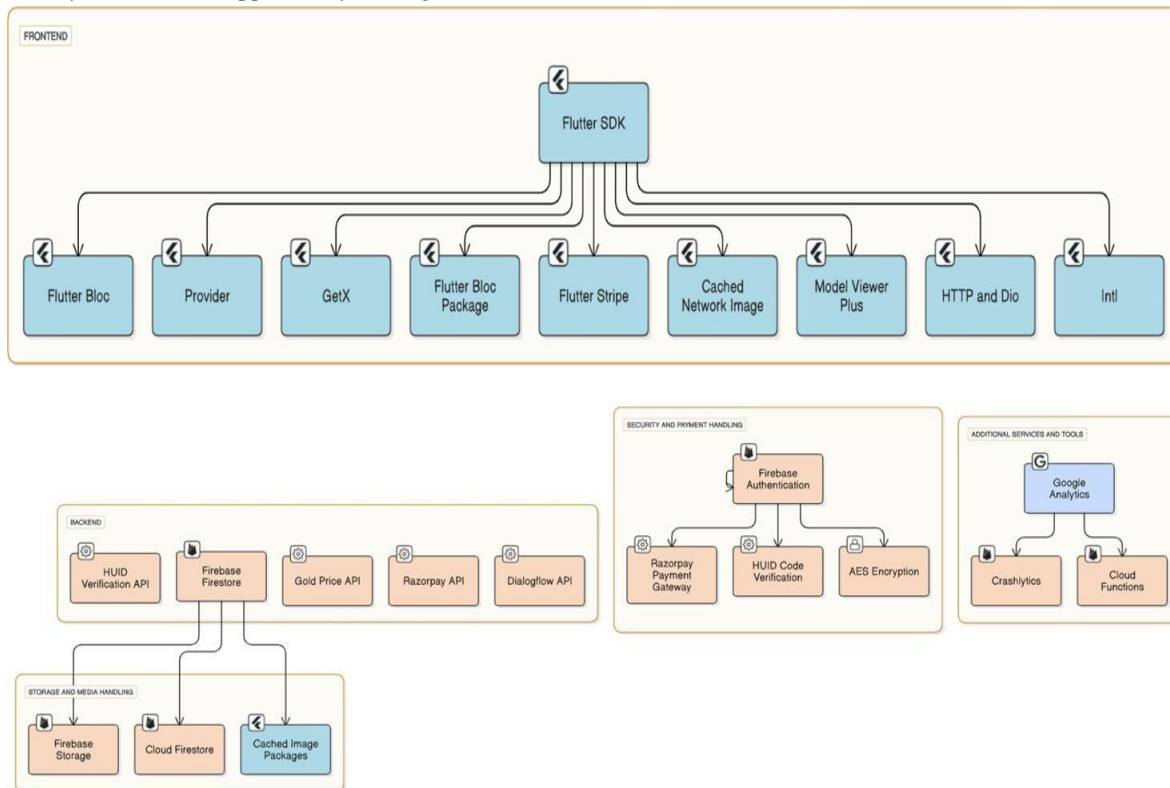 FRONTEND
Flutter SDK
Flutter Bloc
Provider
GetX
Flutter Bloc
Package
Flutter Stripe
Cached
Network Image
Model Viewer
Plus
HTTP and Dio
Intl
SECURITY AND PAYMENT HANDLING
Firebase
Authentication
Razorpay
Payment
Gateway
HUID Code
Verification
AES Encryption
ADDITIONAL SERVICES AND TOOLS
G
Google
Analytics
Crashlytics
Cloud
Functions
BACKEND
HUID
Verification API
Firebase
Firestore
Gold Price API
Razorpay API
Dialogflow API
STORAGE AND MEDIA HANDLING
Firebase
Storage
Cloud Firestore
Cached Image
Packages